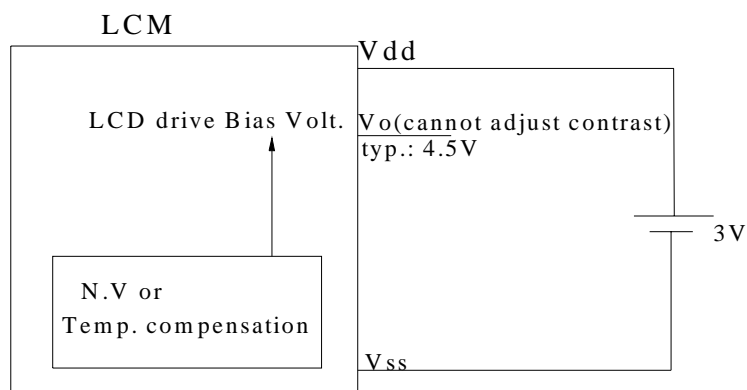 LCM
Vdd
LCD drive Bias Volt.
Vo(cannot adjust contrast)
typ.: 4.5V
3V
N.V or
Temp. compensation
Vss